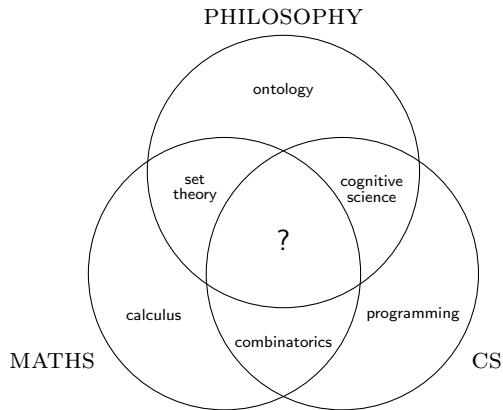 PHILOSOPHY
ontology
set
theory
cognitive
science
?
calculus
programming
combinatorics
MATHS
CS